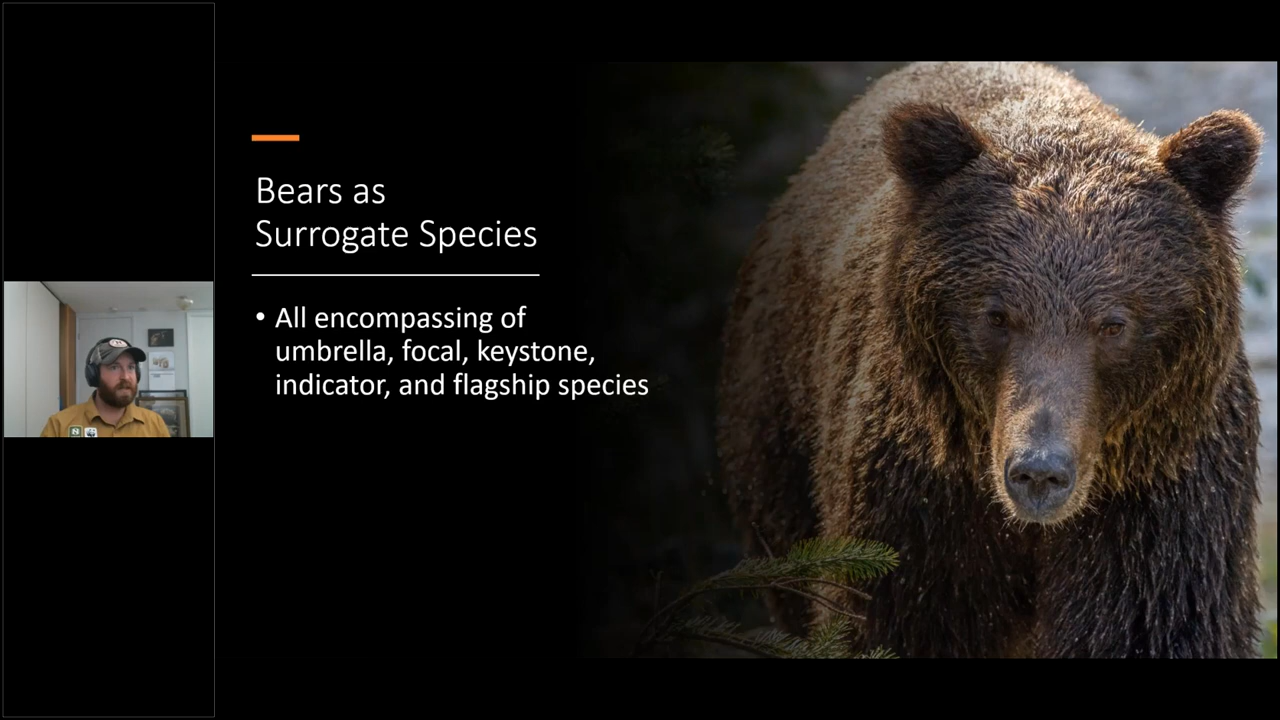 Bears as
Surrogate Species
• All encompassing of
umbrella, focal, keystone,
indicator, and flagship species